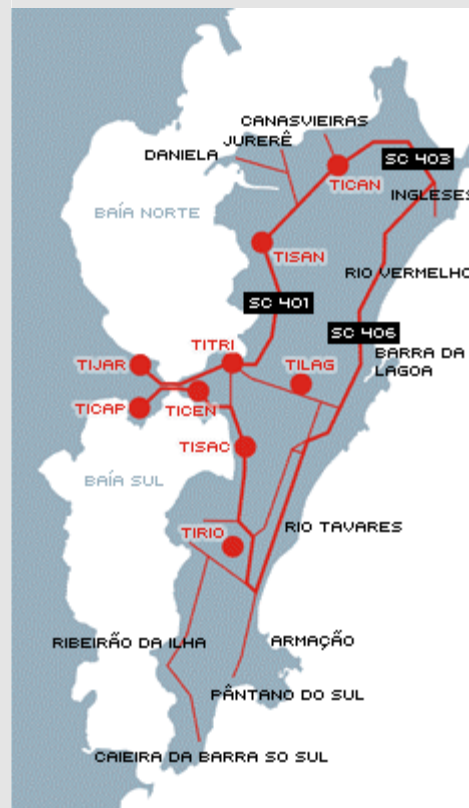 CANASVIEIRAS
JURERÊ
DANIELA
SC 403
TICAN
INGLESES
BAÍA NORTE
TISAN
RIO VERMELHO
SC 401
SC 406
TITRI
BARRA DA
LAGOA
TIJAR
TILAG
TICAP
TICEN
TISAC
BAÍA SUL
RIO TAVARES
TIRIO
RIBEIRÃO DA ILHA
ARMAÇÃO
PÂNTANO DO SUL
CAIEIRA DA BARRA SO SUL